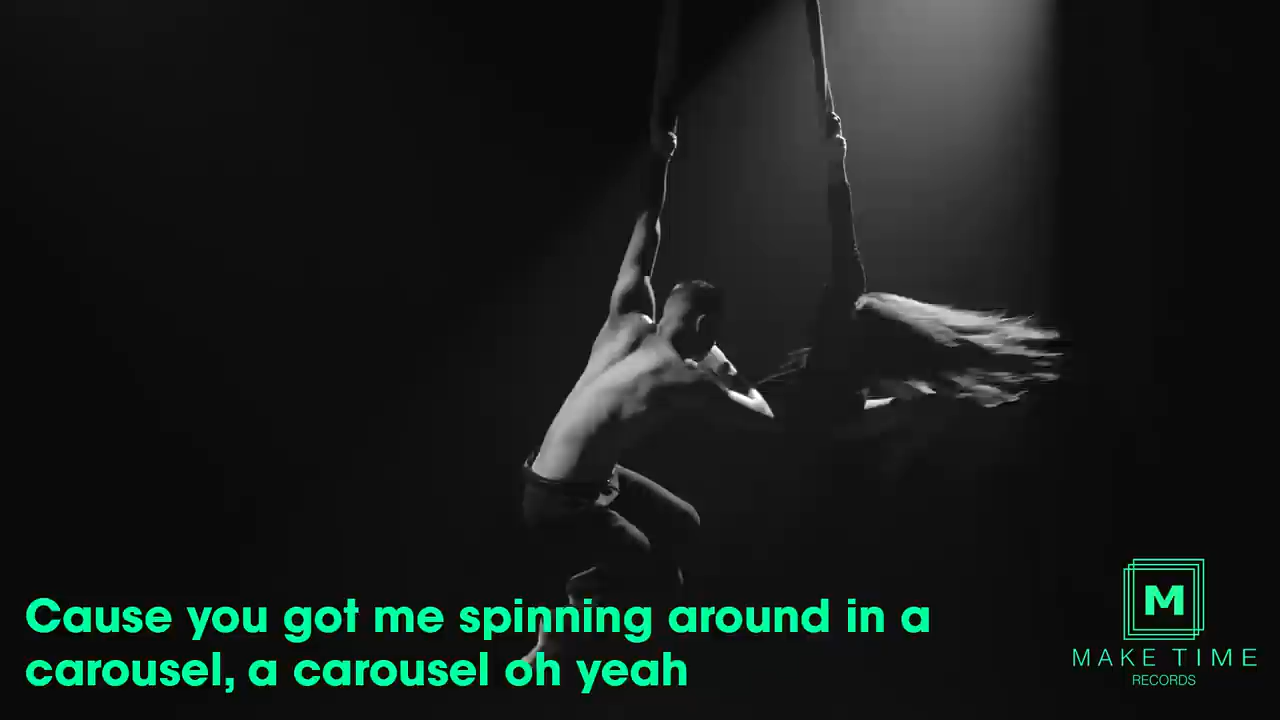 Cause you got me spinning around in a
carousel, a carousel oh yeah
M
MAKE TIME
RECORDS